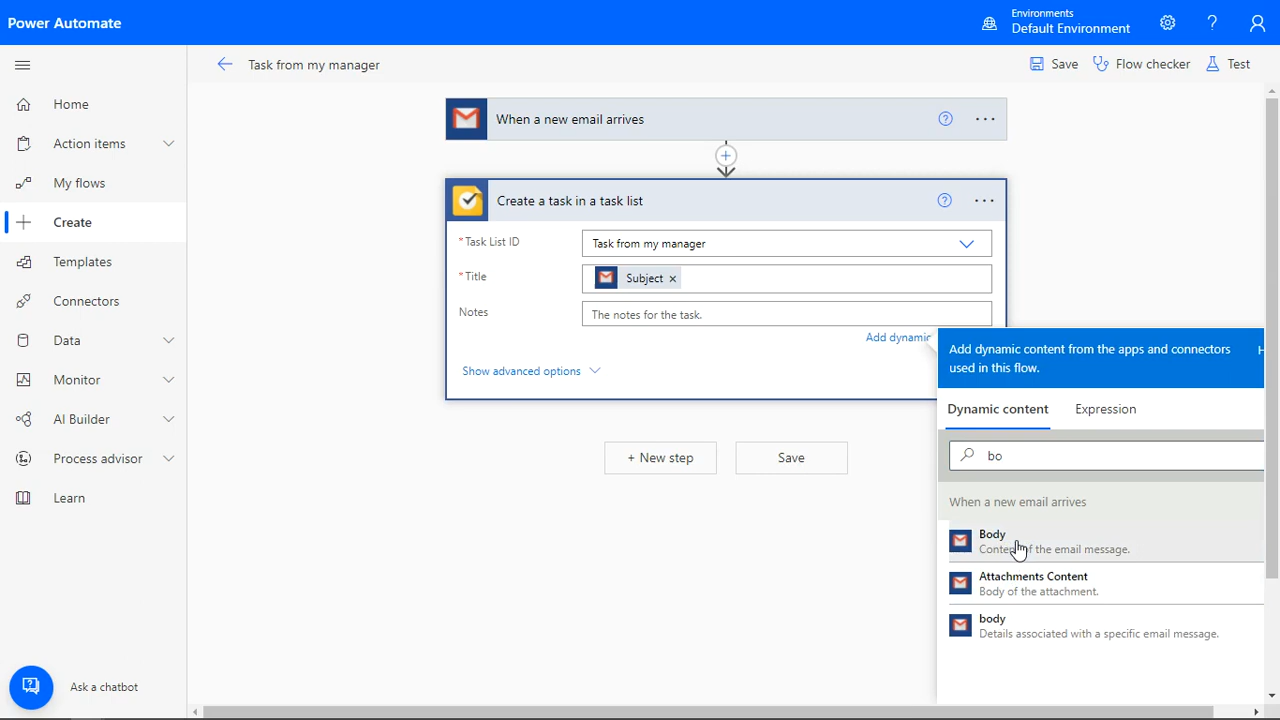 Power Automate
Environments
Default Environment
?
Task from my manager
Save
Flow checker
Test
Home
Action items
My flows
Create
Templates
Connectors
Data
Monitor
AI Builder
Process advisor
Learn
Ask a chatbot
When a new email arrives
?
Create a task in a task list
?
*Task List ID
Task from my manager
*Title
Subject ×
Notes
The notes for the task.
Add dynamic
Show advanced options
+ New step
Save
Add dynamic content from the apps and connectors
used in this flow.
Dynamic content
Expression
bo
When a new email arrives
Body
of the email message.
Attachments Content
Body of the attachment.
body
Details associated with a specific email message.